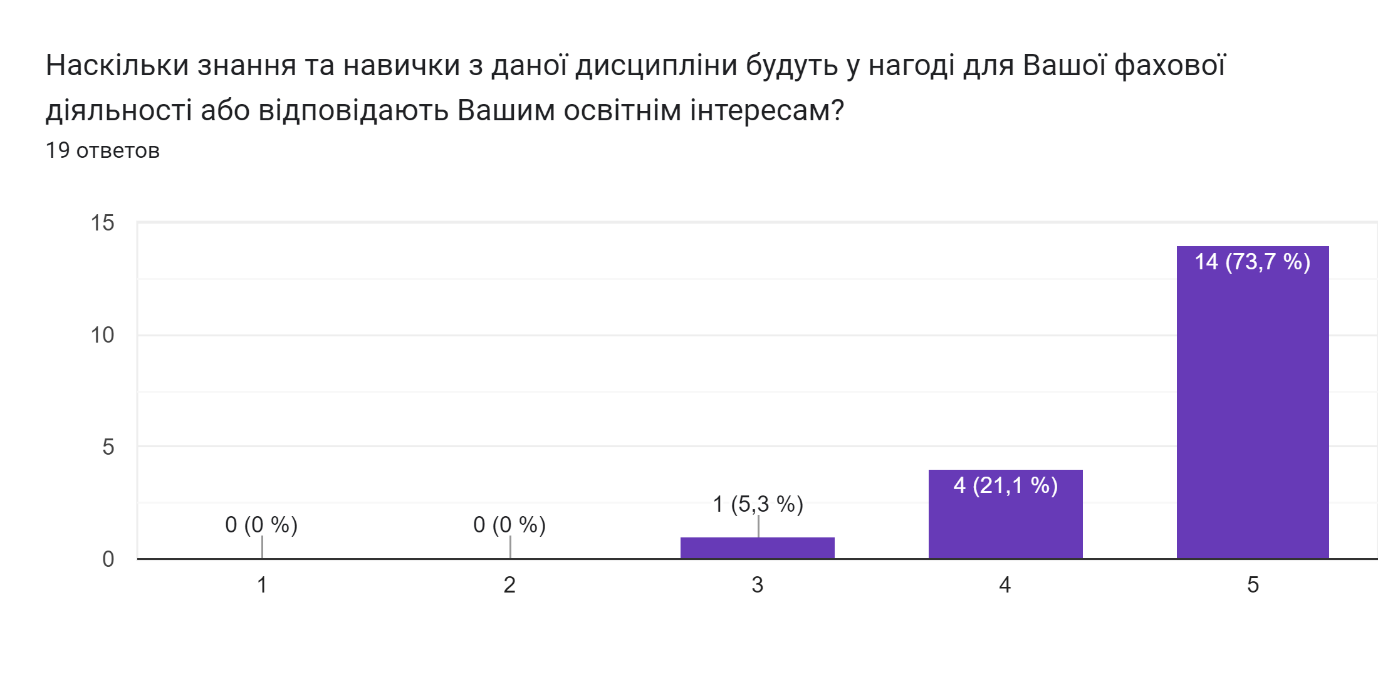 Наскільки знання та навички з даної дисципліни будуть у нагоді для Вашої фахової
діяльності або відповідають Вашим освітнім інтересам?
19 ответов
15
10
5
0
0 (0 %)
0 (0 %)
1 (5,3 %)
4 (21,1 %)
14 (73,7 %)
1
2
3
4
5